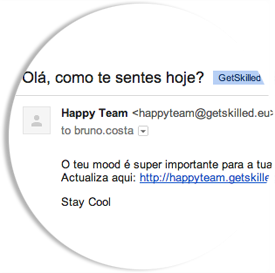 Olá, como te sentes hoje? GetSkilled
Happy Team <happyteam@getskilled.eu>
to bruno.costa
O teu mood é super importante para a tua
Actualiza aqui: http://happyteam.getskille
Stay Cool